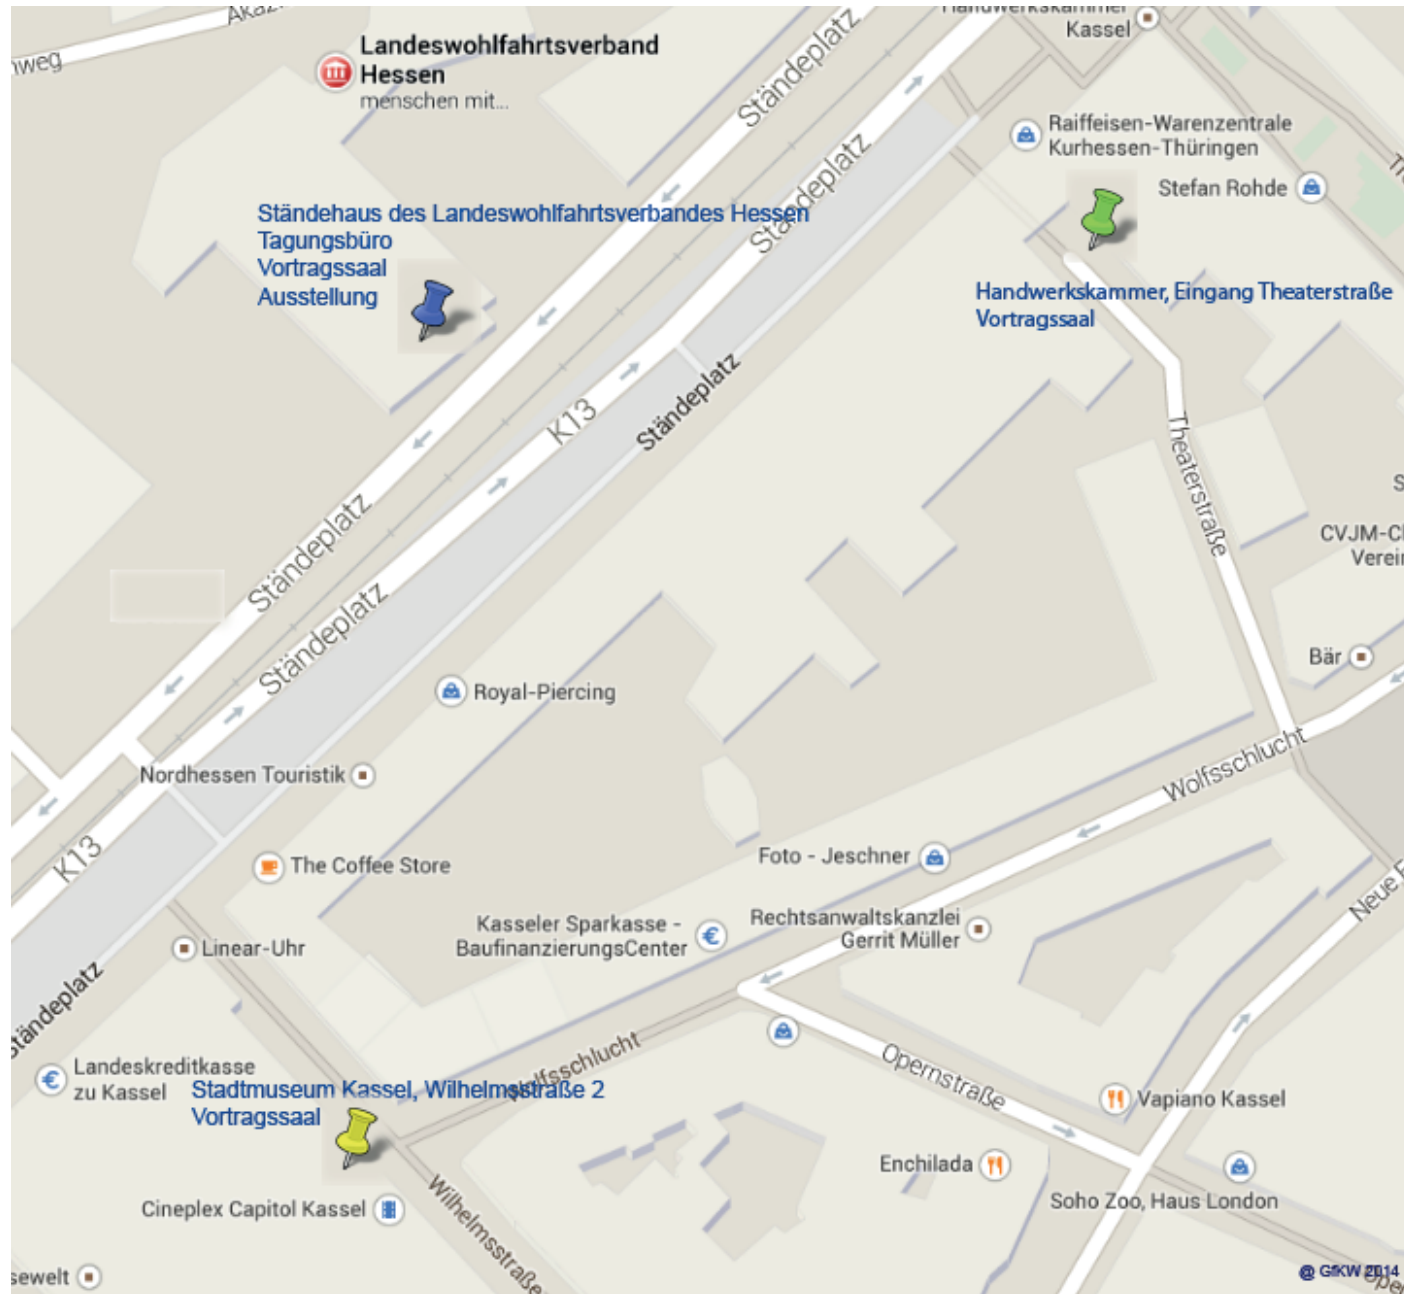 Landeswohlfahrtsverband
Hessen
menschen mit...
Handwerkskammer
Kassel
Ständeplatz
Ständeplatz
Raiffeisen-Warenzentrale
Kurhessen-Thüringen
Stefan Rohde
Ständehaus des Landeswohlfahrtsverbandes Hessen
Tagungsbüro
Vortragssaal
Ausstellung
Handwerkskammer, Eingang Theaterstraße
Vortragssaal
K13
Ständeplatz
Theaterstraße
Ständeplatz
Ständeplatz
Bär
Royal-Piercing
Nordhessen Touristik
Wolfsschlucht
K13
The Coffee Store
Foto - Jeschner
Kasseler Sparkasse -
BaufinanzierungsCenter
Rechtsanwaltskanzlei
Gerrit Müller
Neue
Linear-Uhr
Ständeplatz
Landeskreditkasse
zu Kassel
Wolfsschlucht
Opernstraße
Stadtmuseum Kassel, Wilhelmsstraße 2
Vortragssaal
Vapiano Kassel
Enchilada
Soho Zoo, Haus London
Cineplex Capitol Kassel
Wilhelmsstraße
@ GfKW 2014